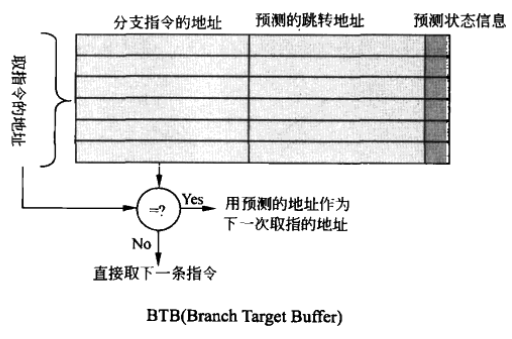 分支指令的地址
预测的跳转地址
预测状态信息
取指令的地址
=?
Yes
用预测的地址作为
下一次取指的地址
No
直接取下一条指令
BTB(Branch Target Buffer)